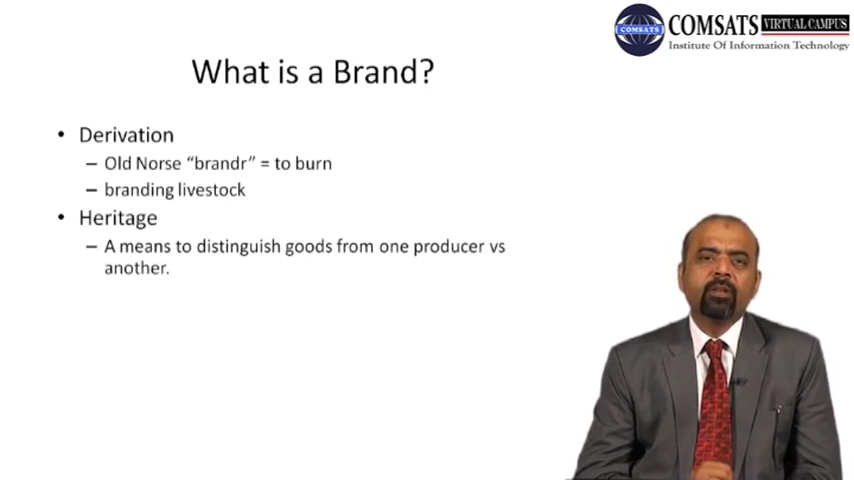 COMSATS VIRTUAL CAMPUS
COMSATS
Institute Of Information Technology
What is a Brand?
• Derivation
– Old Norse “brandr” = to burn
– branding livestock
• Heritage
– A means to distinguish goods from one producer vs
another.